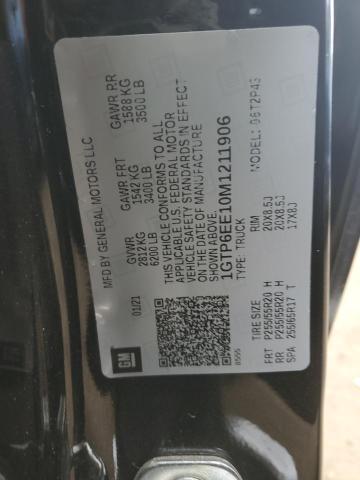 MFD BY GENERAL MOTORS LLC
01/21
GVWR
2812 KG
6200 LB
GAWR FRT
1542 KG
3400 LB
GAWR RR
1588 KG
3500 LB
THIS VEHICLE CONFORMS TO ALL
APPLICABLE U.S. FEDERAL MOTOR
VEHICLE SAFETY STANDARDS IN EFFECT
ON THE DATE OF MANUFACTURE
SHOWN ABOVE.
1GTP6EE10M1211906
TYPE: TRUCK
MODEL:
GM
TIRE SIZE
RIM
FRT P255/55R20 H 20X8.5J
RR P255/55R20 H 20X8.5J
SPA 255/65R17 T 17X8J